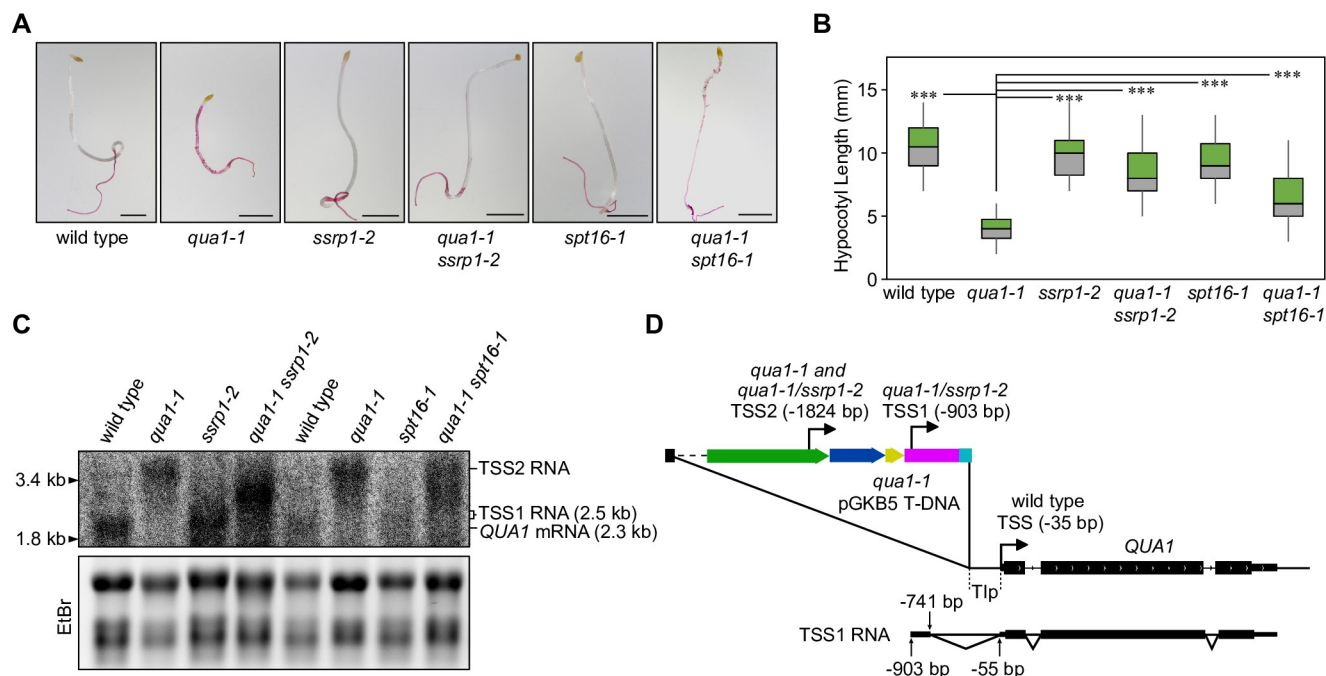 A
wild type
qua1-1
ssrp1-2
qua1-1
ssrp1-2
spt16-1
qua1-1
spt16-1
B
Hypocotyl Length (mm)
15
10
5
0
***
***
***
***
***
wild type
qua1-1
ssrp1-2
qua1-1
ssrp1-2
spt16-1
qua1-1
spt16-1
C
wild type
qua1-1
ssrp1-2
qua1-1 ssrp1-2
wild type
qua1-1
spt16-1
qua1-1 spt16-1
3.4 kb
1.8 kb
TSS2 RNA
TSS1 RNA (2.5 kb)
QUA1 mRNA (2.3 kb)
EtBr
D
qua1-1 and
qua1-1/ssrp1-2
TSS2 (-1824 bp)
qua1-1/ssrp1-2
TSS1 (-903 bp)
qua1-1
pGKB5 T-DNA
wild type
TSS (-35 bp)
QUA1
TIp
-741 bp
TSS1 RNA
-903 bp
-55 bp